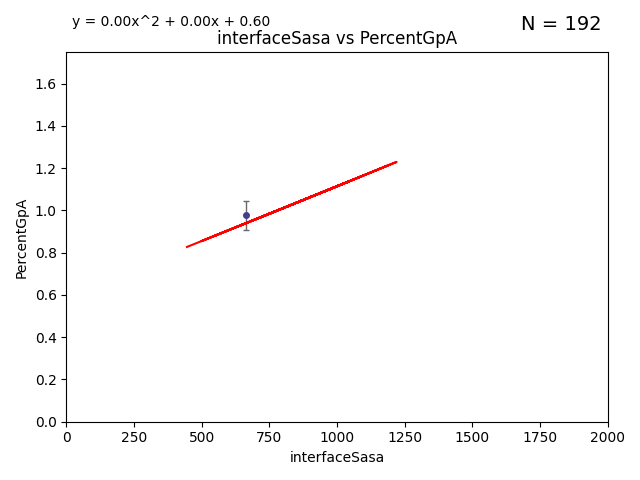 y = 0.00x^2 + 0.00x + 0.60
N = 192
interfaceSasa vs PercentGpA
PercentGpA
1.6
1.4
1.2
1.0
0.8
0.6
0.4
0.2
0.0
0 250 500 750 1000 1250 1500 1750 2000
interfaceSasa